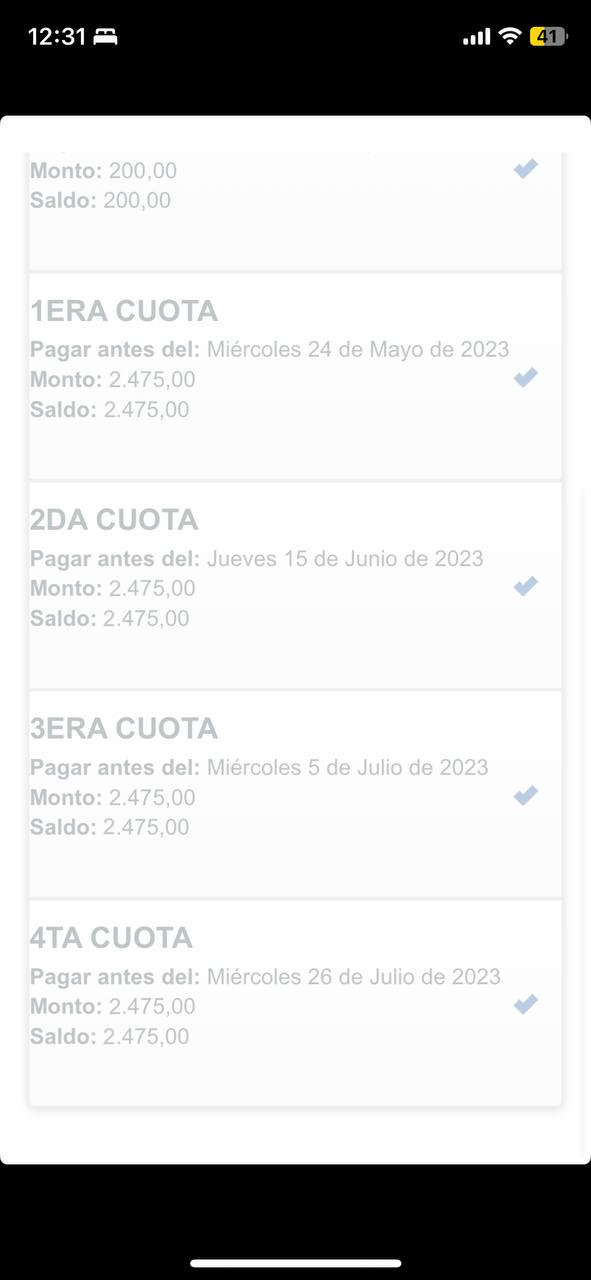 12:31
41
Monto: 200,00
Saldo: 200,00
1ERA CUOTA
Pagar antes del: Miércoles 24 de Mayo de 2023
Monto: 2.475,00
Saldo: 2.475,00
2DA CUOTA
Pagar antes del: Jueves 15 de Junio de 2023
Monto: 2.475,00
Saldo: 2.475,00
3ERA CUOTA
Pagar antes del: Miércoles 5 de Julio de 2023
Monto: 2.475,00
Saldo: 2.475,00
4TA CUOTA
Pagar antes del: Miércoles 26 de Julio de 2023
Monto: 2.475,00
Saldo: 2.475,00